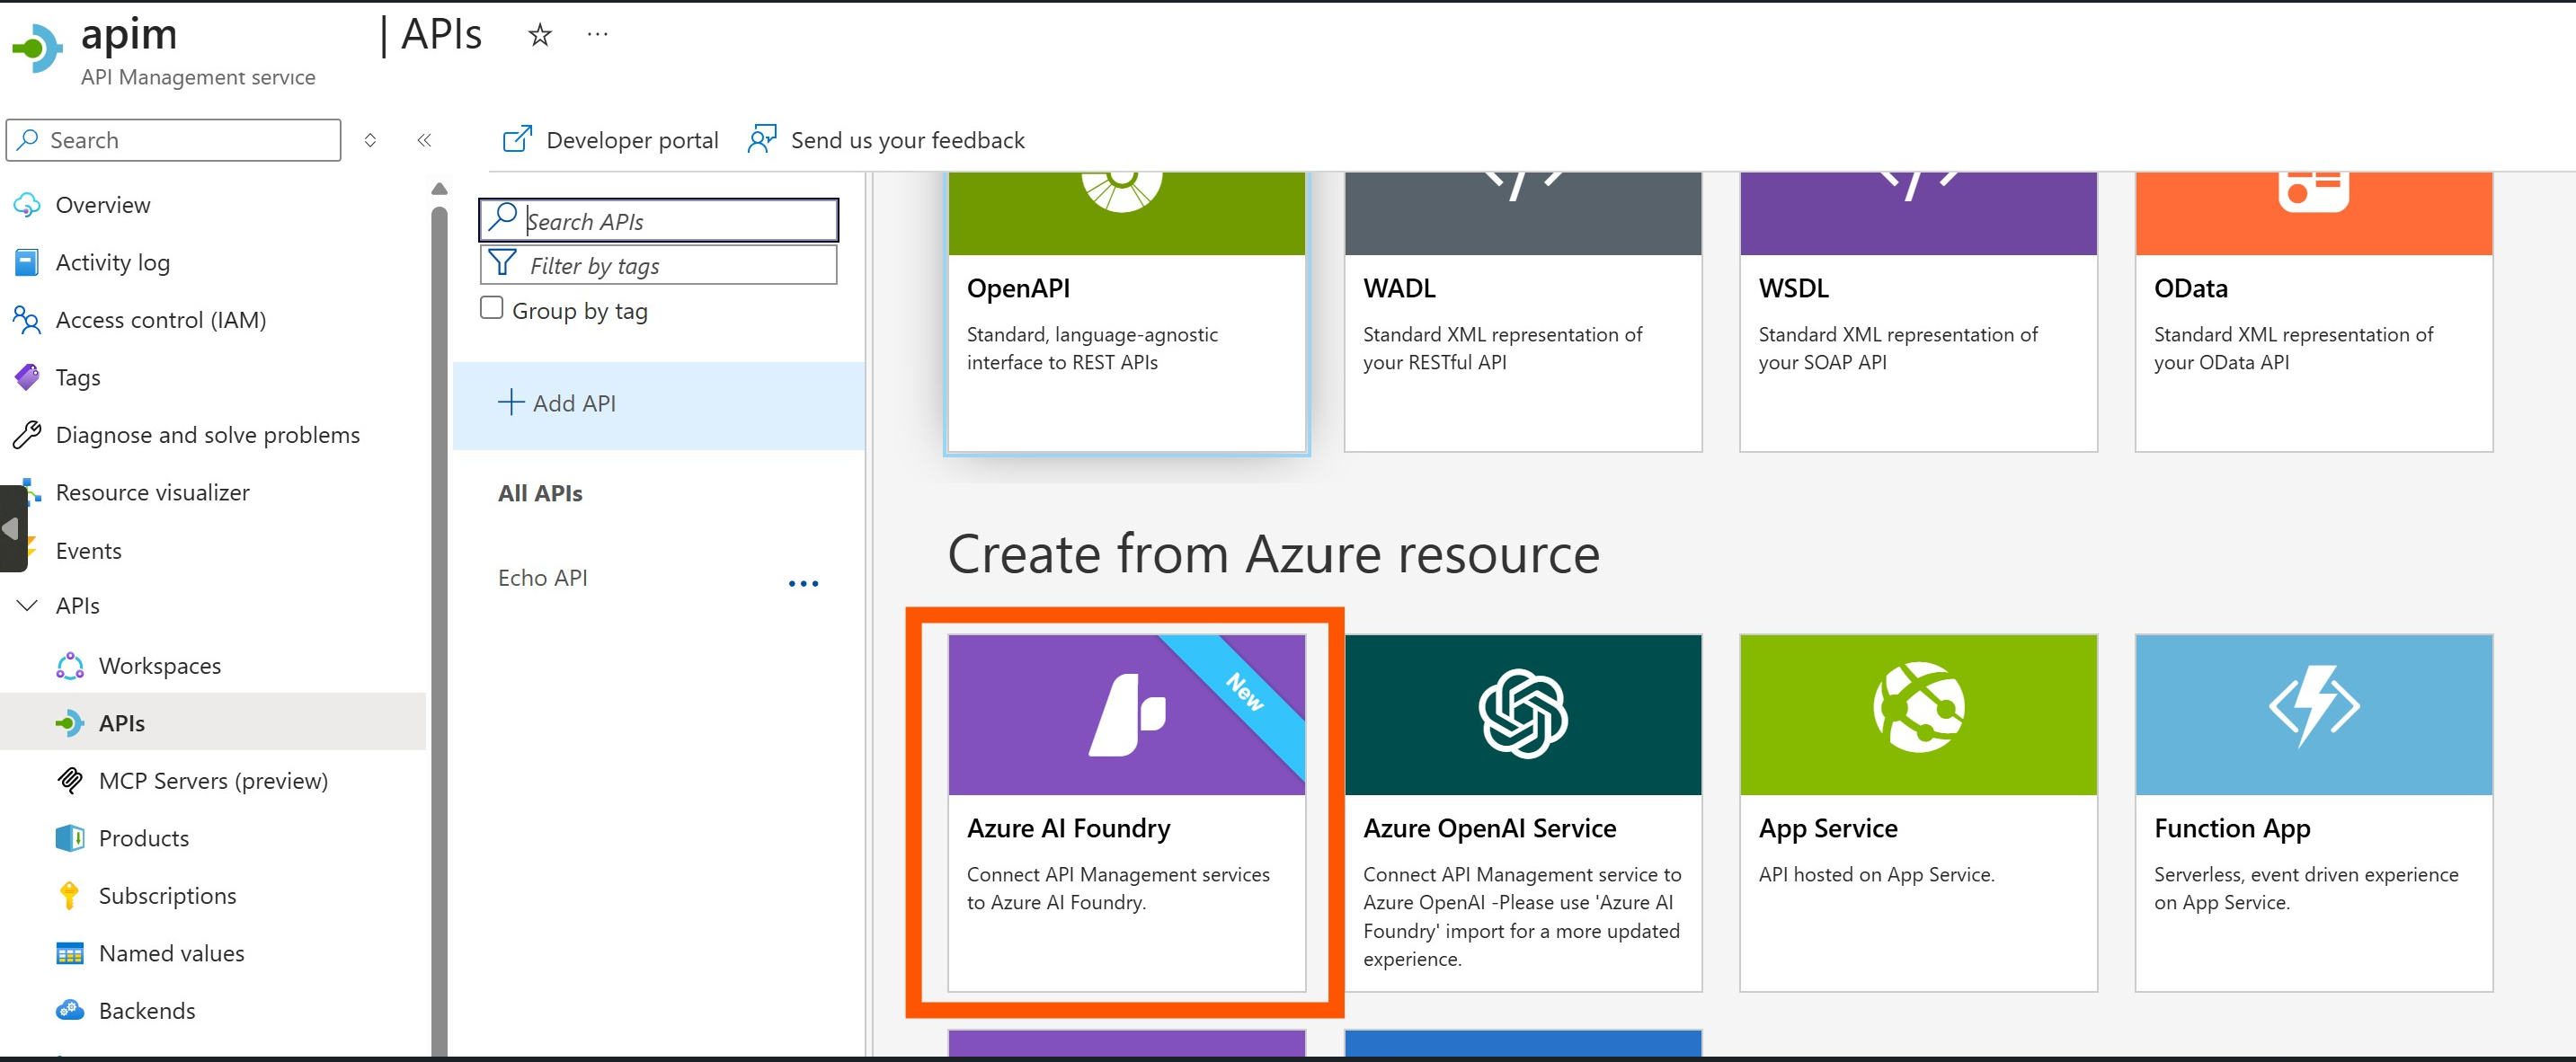 apim | APIs
API Management service
Search
Developer portal
Send us your feedback
Overview
Activity log
Access control (IAM)
Tags
Diagnose and solve problems
Resource visualizer
Events
APIs
Workspaces
APIs
MCP Servers (preview)
Products
Subscriptions
Named values
Backends
Search APIs
Filter by tags
Group by tag
Add API
All APIs
Echo API
OpenAPI
Standard, language-agnostic
interface to REST APIs
WADL
Standard XML representation of
your RESTful API
WSDL
Standard XML representation of
your SOAP API
OData
Standard XML representation of
your OData API
Create from Azure resource
New
Azure AI Foundry
Connect API Management services
to Azure AI Foundry.
Azure OpenAI Service
Connect API Management service to
Azure OpenAI -Please use 'Azure AI
Foundry' import for a more updated
experience.
App Service
API hosted on App Service.
Function App
Serverless, event driven experience
on App Service.